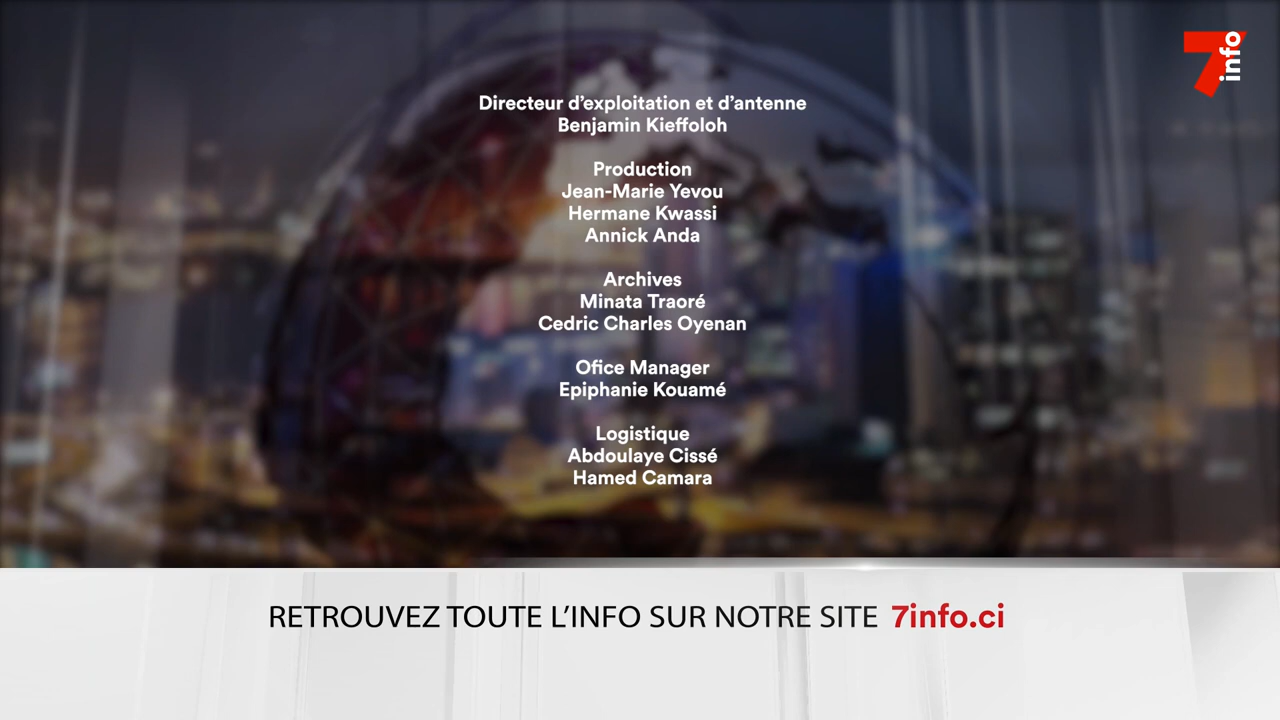 7info
Directeur d’exploitation et d’antenne
Benjamin Kieffoloh
Production
Jean-Marie Yevou
Hermane Kwassi
Annick Anda
Archives
Minata Traoré
Cedric Charles Oyenan
Ofice Manager
Epiphanie Kouamé
Logistique
Abdoulaye Cissé
Hamed Camara
RETROUVEZ TOUTE L’INFO SUR NOTRE SITE 7info.ci